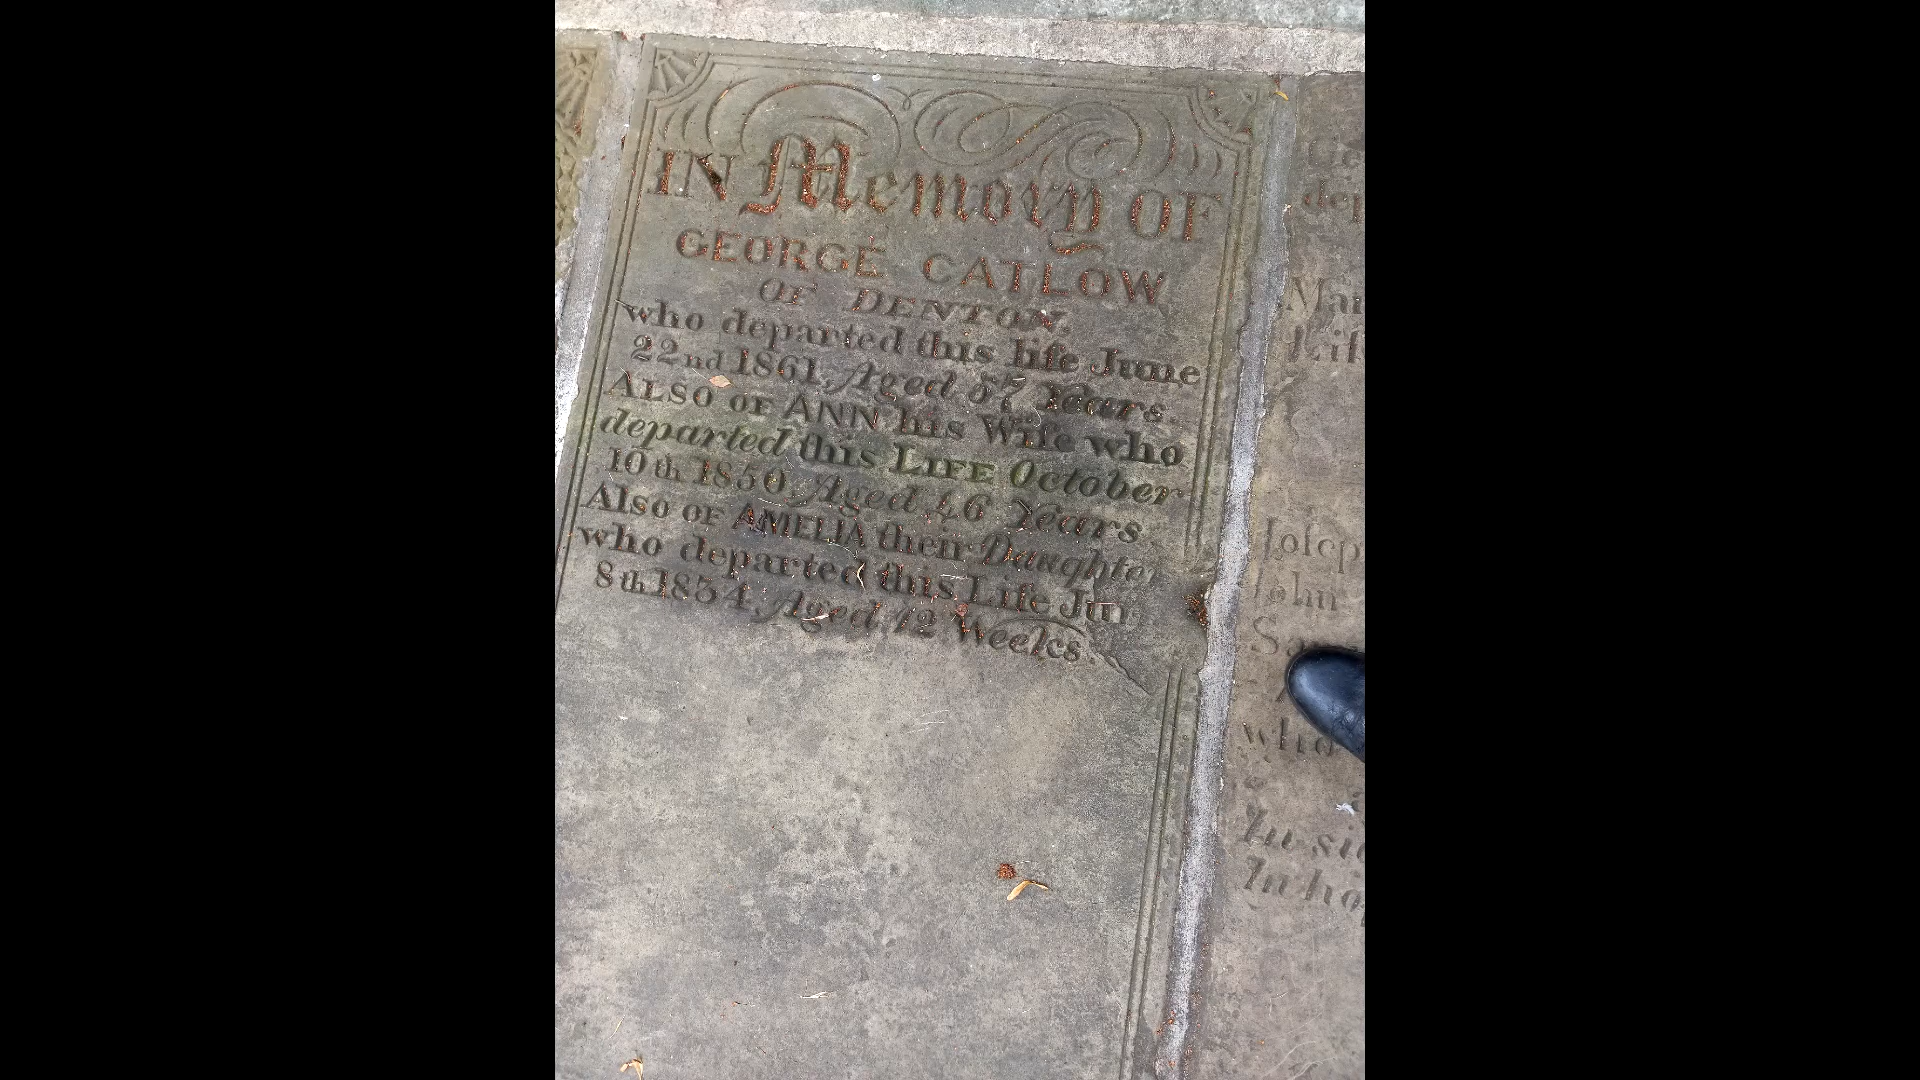 IN Memory OF
GEORGE CATLOW
OF DENTON.
who departed this life June
22nd 1861, Aged 57 Years.
ALSO OF ANN his Wife who
departed this LIFE October
10th 1850, Aged 46 Years
Also OF AMELIA their Daughter
who departed this Life
8th 1834, Aged 12 Weeks.
who